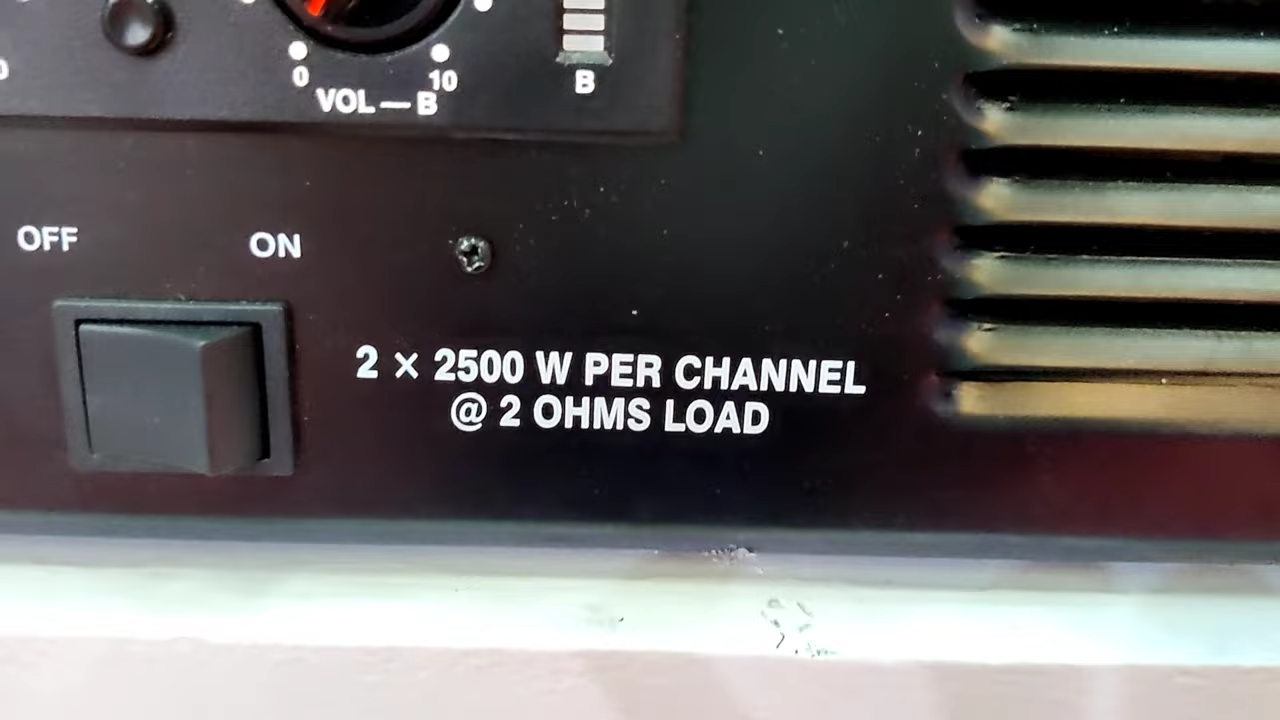 0 10
VOL — B
B
OFF ON
2 × 2500 W PER CHANNEL
@ 2 OHMS LOAD